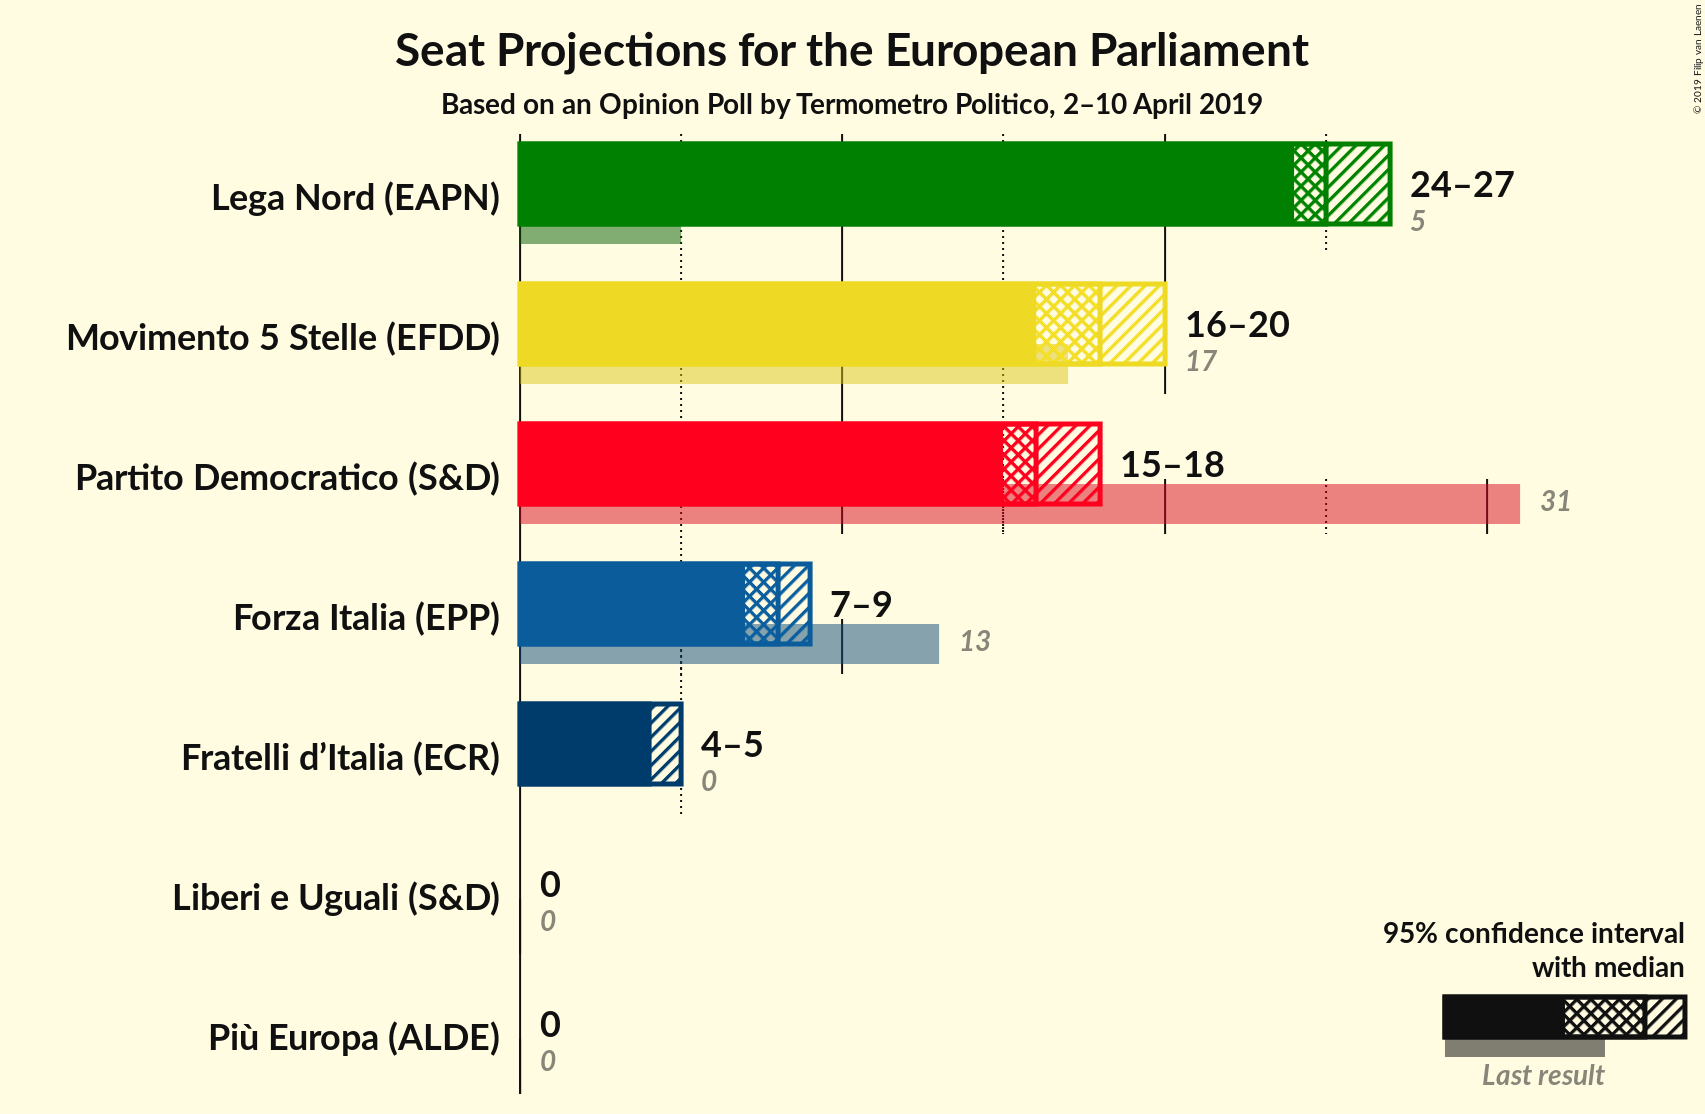 Seat Projections for the European Parliament
Based on an Opinion Poll by Termometro Politico, 2–10 April 2019
© 2019 Filip van Laenen
Lega Nord (EAPN)
24–27
5
Movimento 5 Stelle (EFDD)
16–20
17
Partito Democratico (S&D)
15–18
31
Forza Italia (EPP)
7–9
13
Fratelli d’Italia (ECR)
4–5
0
Liberi e Uguali (S&D)
0
0
Più Europa (ALDE)
0
0
95% confidence interval
with median
Last result